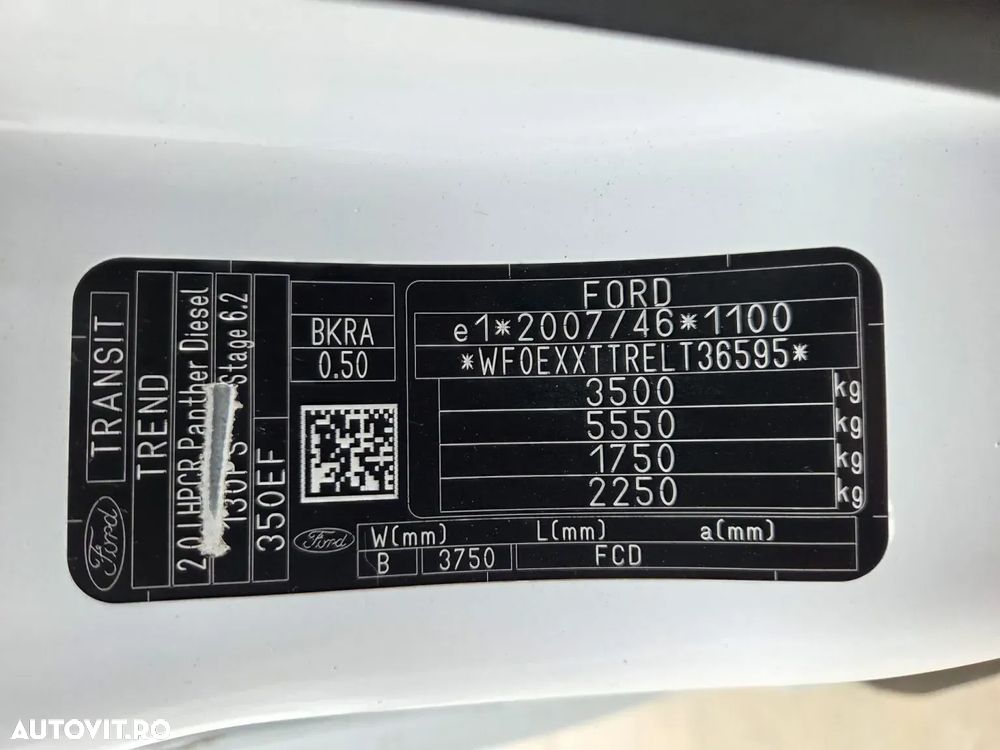 TRANSIT
TREND
2.0 HPCR Panther Diesel
130PS Stage 6.2
350EF
Ford
BKRA
0.50
Ford
FORD
e1*2007/46*1100
*WF0EXXTTRELT36595*
3500 kg
5550 kg
1750 kg
2250 kg
W(mm) L(mm) a(mm)
B 3750 FCD
AUTOVIT.RO